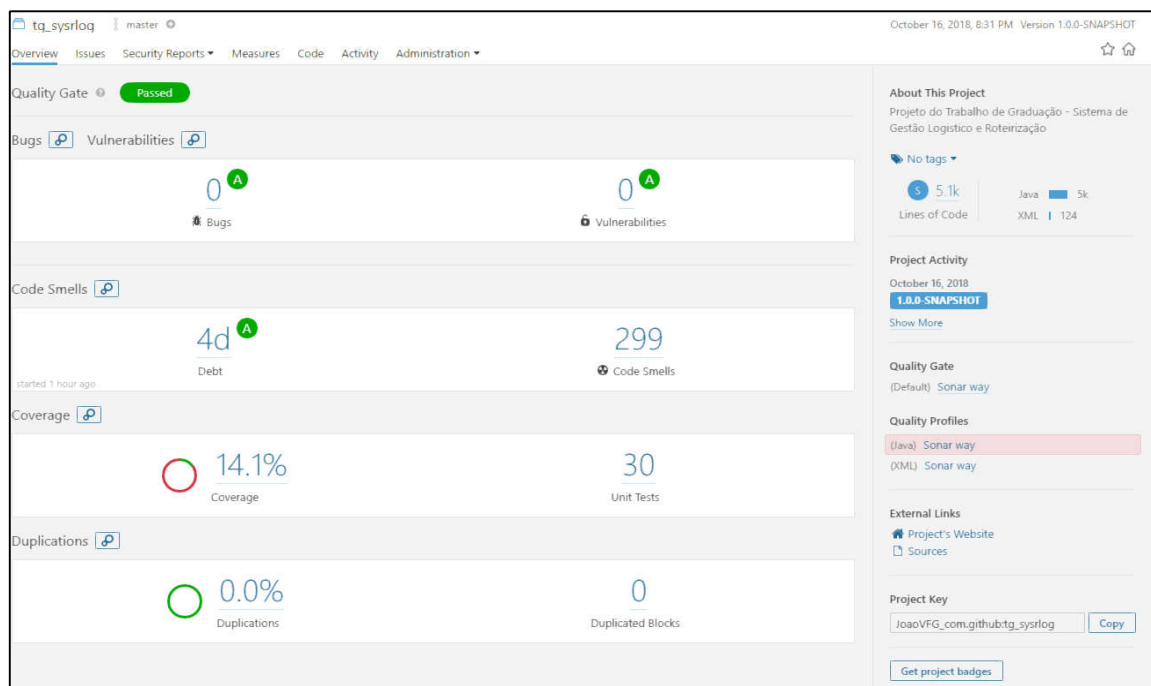 tg_sysrlog master
October 16, 2018, 8:31 PM Version 1.0.0-SNAPSHOT
Overview Issues Security Reports Measures Code Activity Administration
Quality Gate Passed
Bugs Vulnerabilities
0 A
Bugs
0 A
Vulnerabilities
Code Smells
4d A
Debt
299
Code Smells
started 1 hour ago
Coverage
14.1%
Coverage
30
Unit Tests
Duplications
0.0%
Duplications
0
Duplicated Blocks
About This Project
Projeto do Trabalho de Graduação - Sistema de
Gestão Logistico e Roteirização
No tags
S 5.1k
Lines of Code
Java 5k
XML 124
Project Activity
October 16, 2018
1.0.0-SNAPSHOT
Show More
Quality Gate
(Default) Sonar way
Quality Profiles
(Java) Sonar way
(XML) Sonar way
External Links
Project's Website
Sources
Project Key
JoaoVFG_com.github:tg_sysrlog Copy
Get project badges